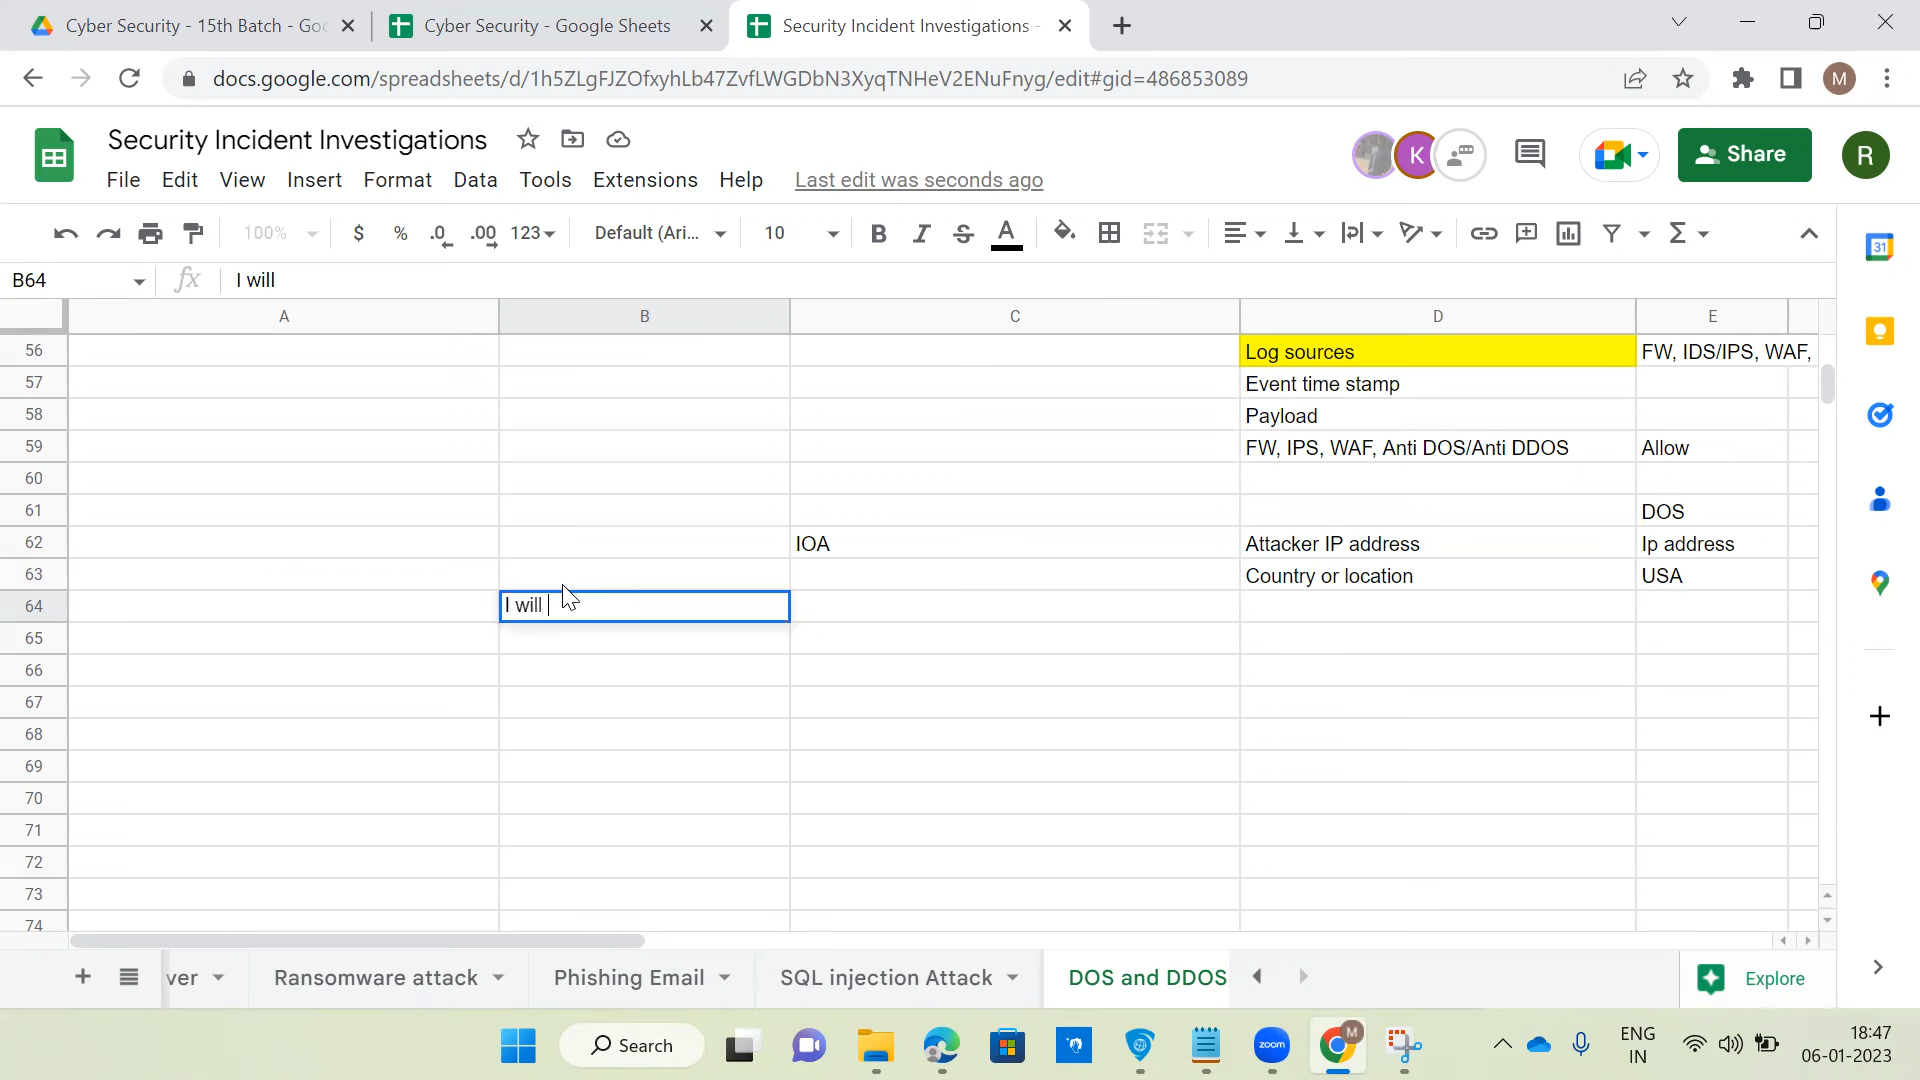 Cyber Security - 15th Batch - Goo
Cyber Security - Google Sheets
Security Incident Investigations -
docs.google.com/spreadsheets/d/1h5ZLgFJZOfxyhLb47ZvfLWGDbN3XyqTNHeV2ENuFnyg/edit#gid=486853089
M
Security Incident Investigations
K
Share
R
File Edit View Insert Format Data Tools Extensions Help Last edit was seconds ago
100% $ % .0 .00 123 Default (Ari... 10 B I S A
31
B64 fx I will
A B C D E
56 Log sources FW, IDS/IPS, WAF,
57 Event time stamp
58 Payload
59 FW, IPS, WAF, Anti DOS/Anti DDOS Allow
60
61 DOS
62 IOA Attacker IP address Ip address
63 Country or location USA
64 I will
65
66
67
68
69
70
71
72
73
74
ver Ransomware attack Phishing Email SQL injection Attack DOS and DDOS Explore
Search zoom M ENG IN 18:47
06-01-2023